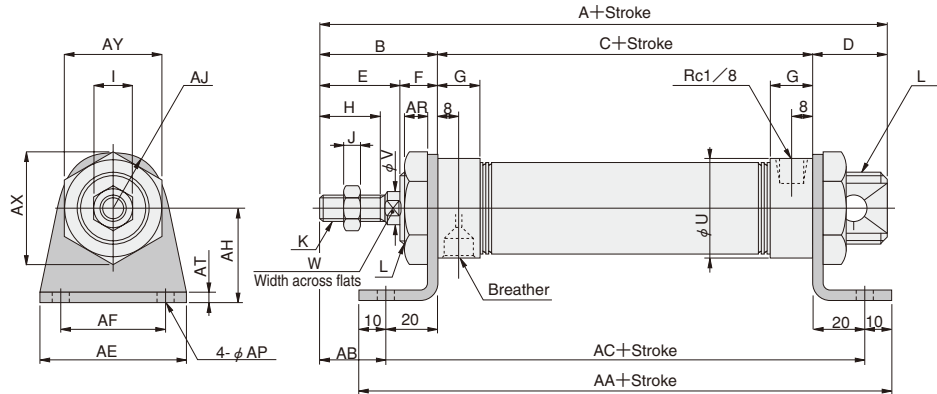 A+Stroke
B
C+Stroke
D
E
F
G
Rc1／8
G
L
H
AR
8
8
J
φV
φU
K
W
Width across flats
L
Breather
10
20
20
10
AB
AC+Stroke
AA+Stroke
AY
I
AJ
AX
AH
AT
AF
AE
4-φAP